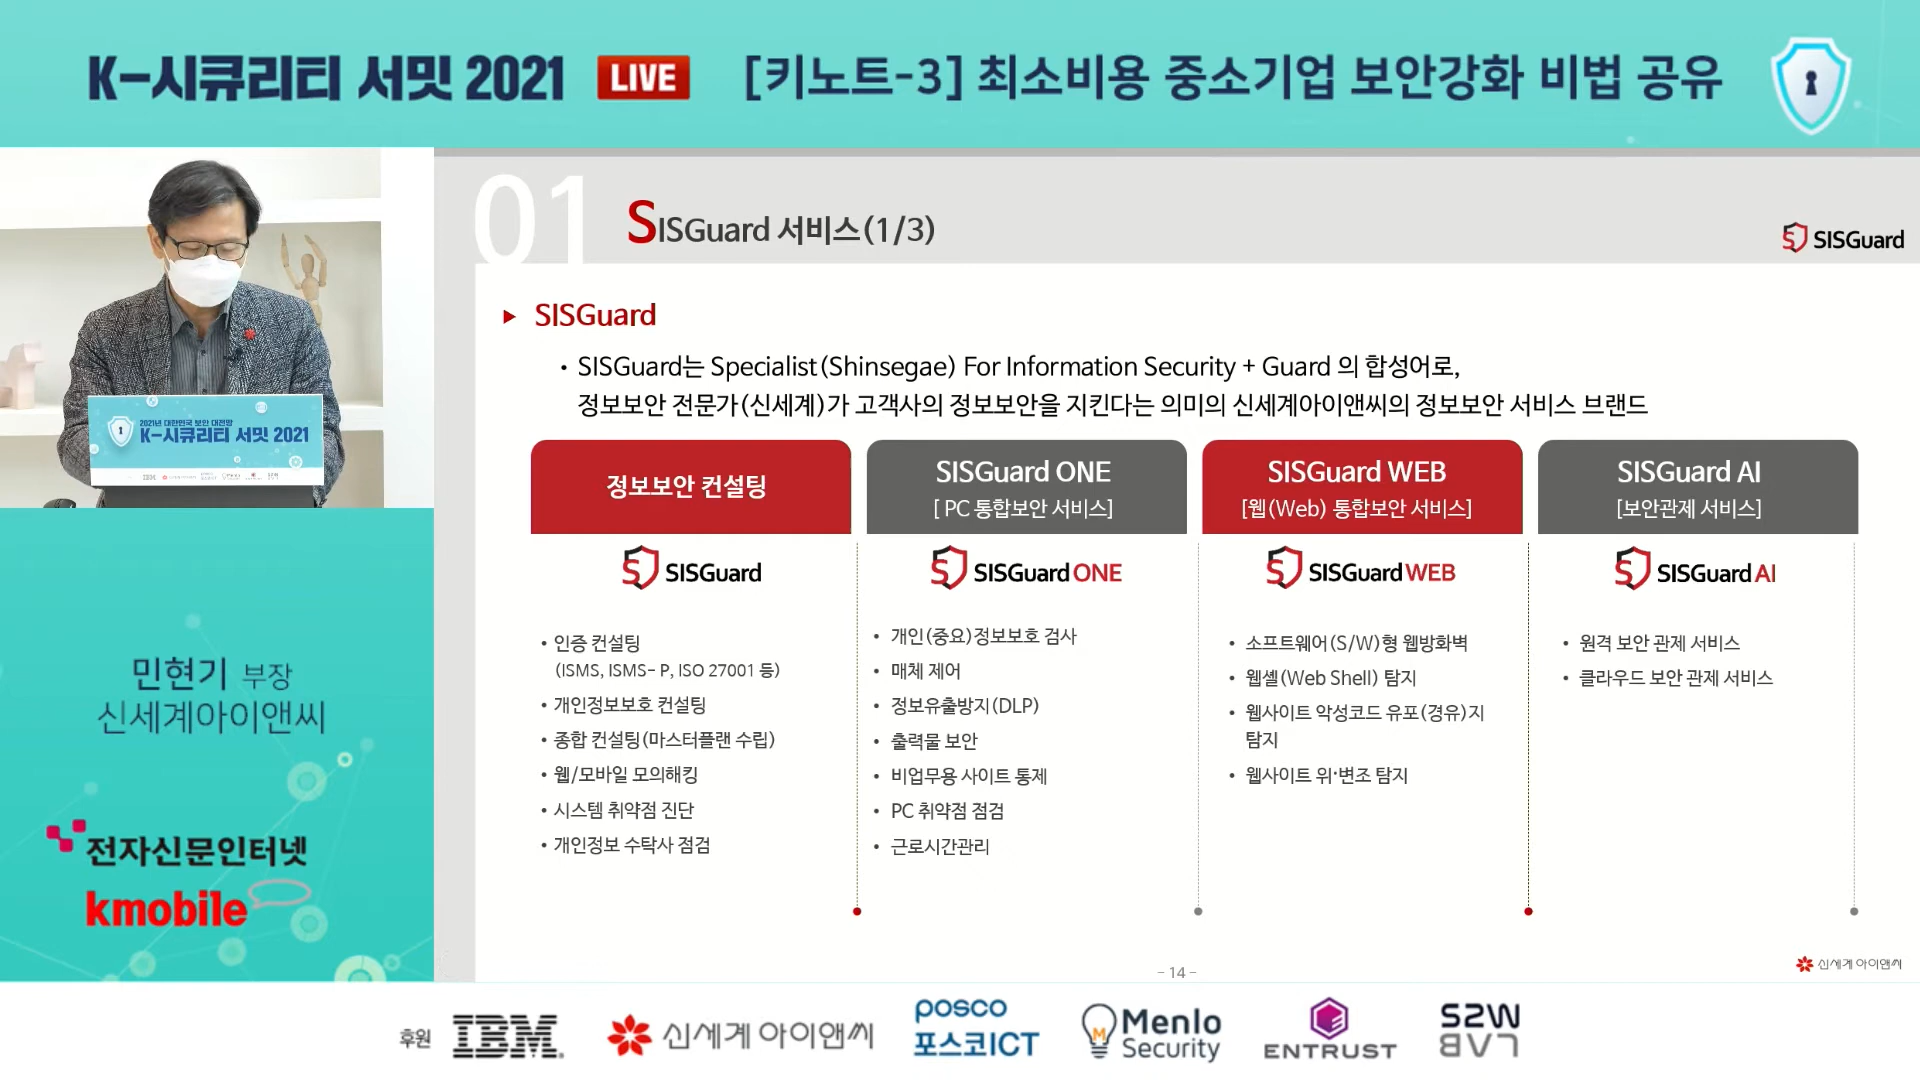 K-시큐리티 서밋 2021 LIVE [키노트-3] 최소비용 중소기업 보안강화 비법 공유
2021년 대한민국 보안 대전망
K-시큐리티 서밋 2021
민현기 부장
신세계아이앤씨
전자신문인터넷
kmobile
01 SISGuard 서비스(1/3)
SISGuard
▶ SISGuard
• SISGuard는 Specialist(Shinsegae) For Information Security + Guard 의 합성어로,
정보보안 전문가(신세계)가 고객사의 정보보안을 지킨다는 의미의 신세계아이앤씨의 정보보안 서비스 브랜드
정보보안 컨설팅
SISGuard
• 인증 컨설팅
(ISMS, ISMS- P, ISO 27001 등)
• 개인정보보호 컨설팅
• 종합 컨설팅(마스터플랜 수립)
• 웹/모바일 모의해킹
• 시스템 취약점 진단
• 개인정보 수탁사 점검
SISGuard ONE
[ PC 통합보안 서비스]
SISGuard ONE
• 개인(중요)정보보호 검사
• 매체 제어
• 정보유출방지(DLP)
• 출력물 보안
• 비업무용 사이트 통제
• PC 취약점 점검
• 근로시간관리
SISGuard WEB
[웹(Web) 통합보안 서비스]
SISGuard WEB
• 소프트웨어(S/W)형 웹방화벽
• 웹셸(Web Shell) 탐지
• 웹사이트 악성코드 유포(경유)지
탐지
• 웹사이트 위·변조 탐지
SISGuard AI
[보안관제 서비스]
SISGuard AI
• 원격 보안 관제 서비스
• 클라우드 보안 관제 서비스
- 14 -
신세계 아이앤씨
후원 IBM 신세계 아이앤씨 posco 포스코ICT Menlo Security ENTRUST S2W LAB